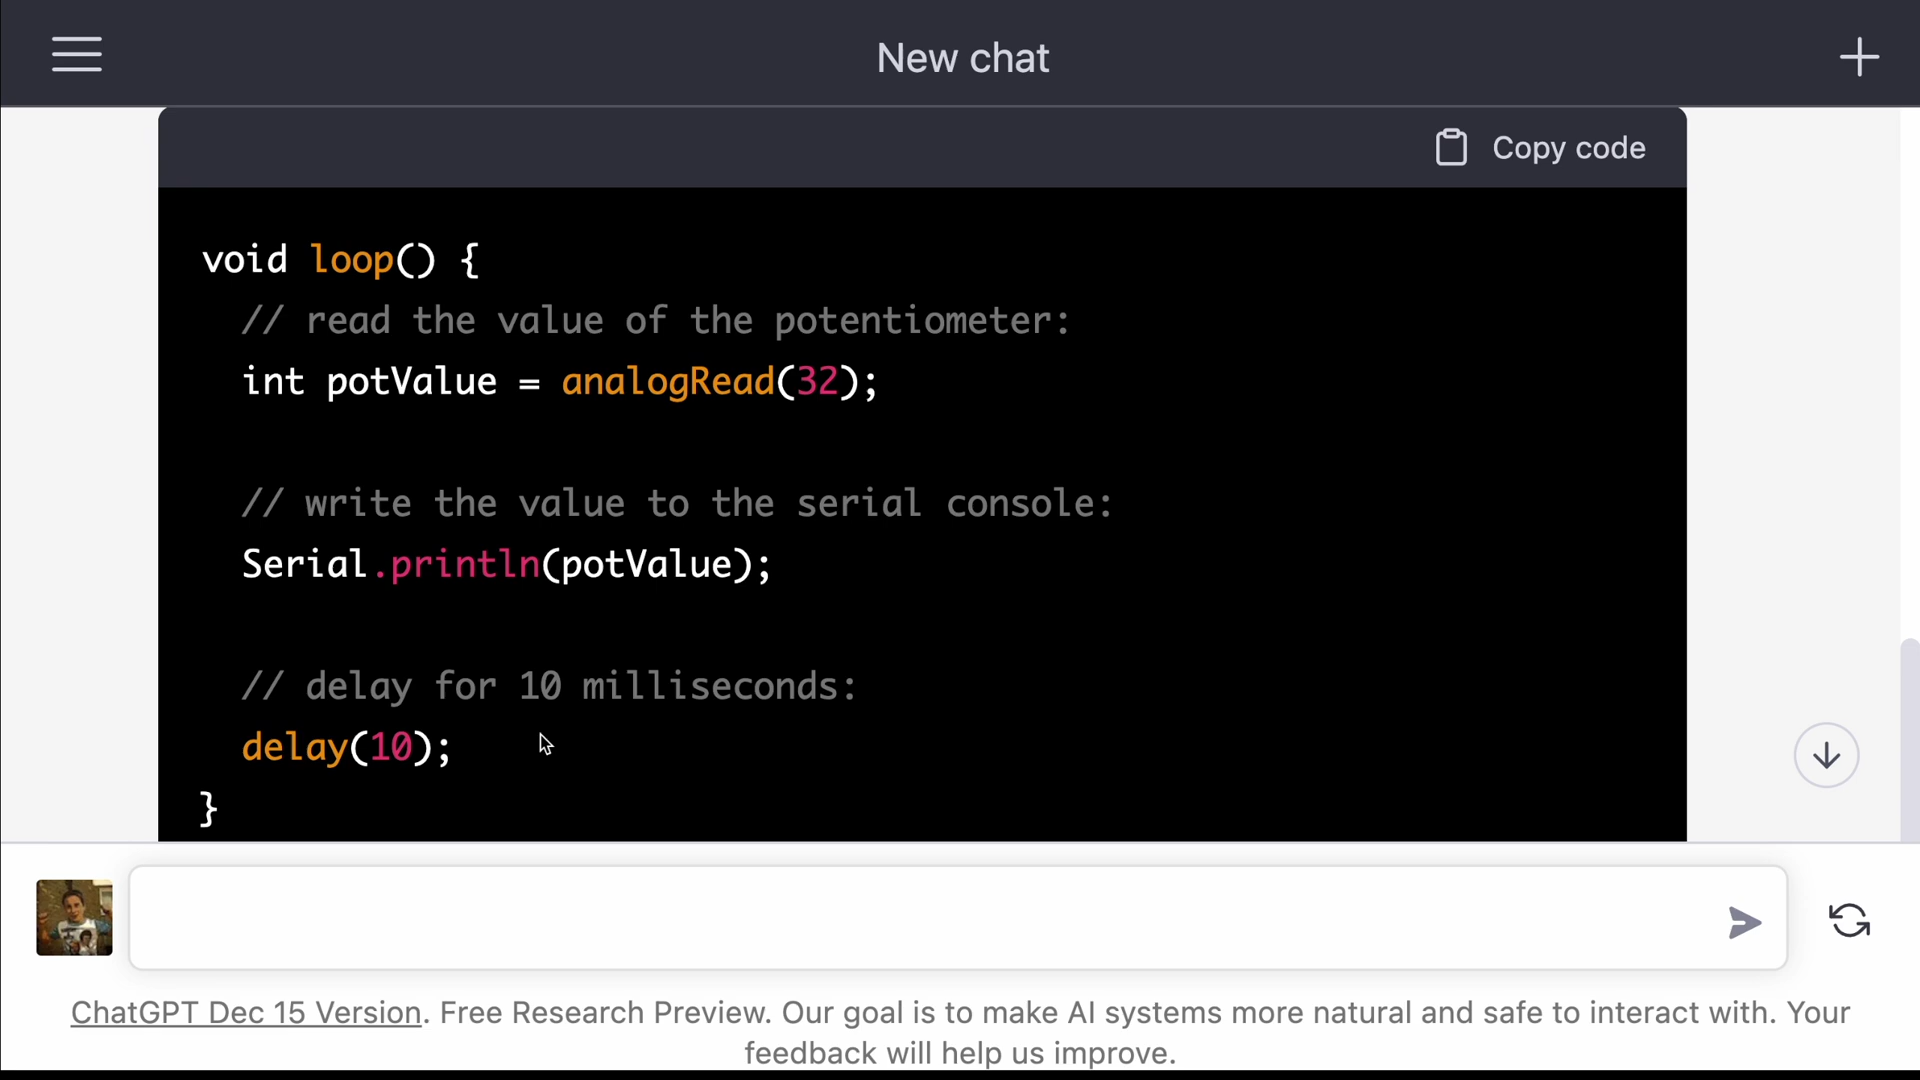 New chat
Copy code
void loop() {
// read the value of the potentiometer:
int potValue = analogRead(32);
// write the value to the serial console:
Serial.println(potValue);
// delay for 10 milliseconds:
delay(10);
}
ChatGPT Dec 15 Version. Free Research Preview. Our goal is to make AI systems more natural and safe to interact with. Your
feedback will help us improve.